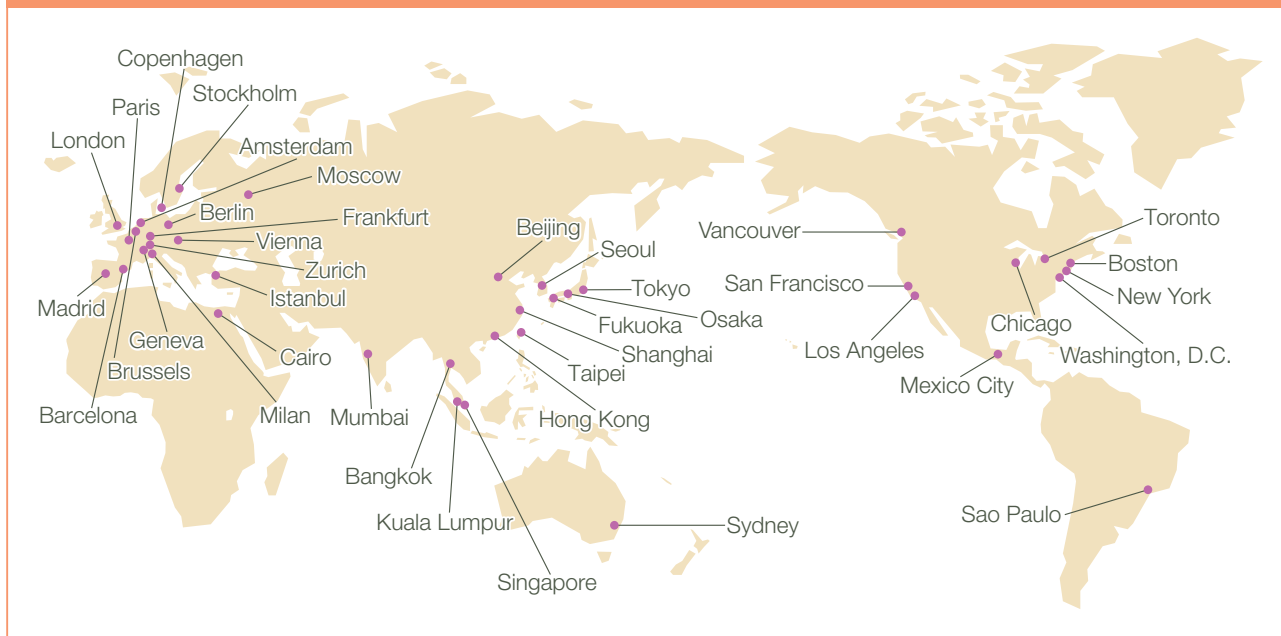 Copenhagen
Stockholm
Paris
London
Amsterdam
Moscow
Berlin
Frankfurt
Vienna
Zurich
Istanbul
Madrid
Geneva
Cairo
Brussels
Barcelona
Milan
Mumbai
Beijing
Seoul
Tokyo
Osaka
Fukuoka
Shanghai
Taipei
Hong Kong
Bangkok
Kuala Lumpur
Singapore
Sydney
Vancouver
San Francisco
Los Angeles
Mexico City
Toronto
Boston
New York
Chicago
Washington, D.C.
Sao Paulo